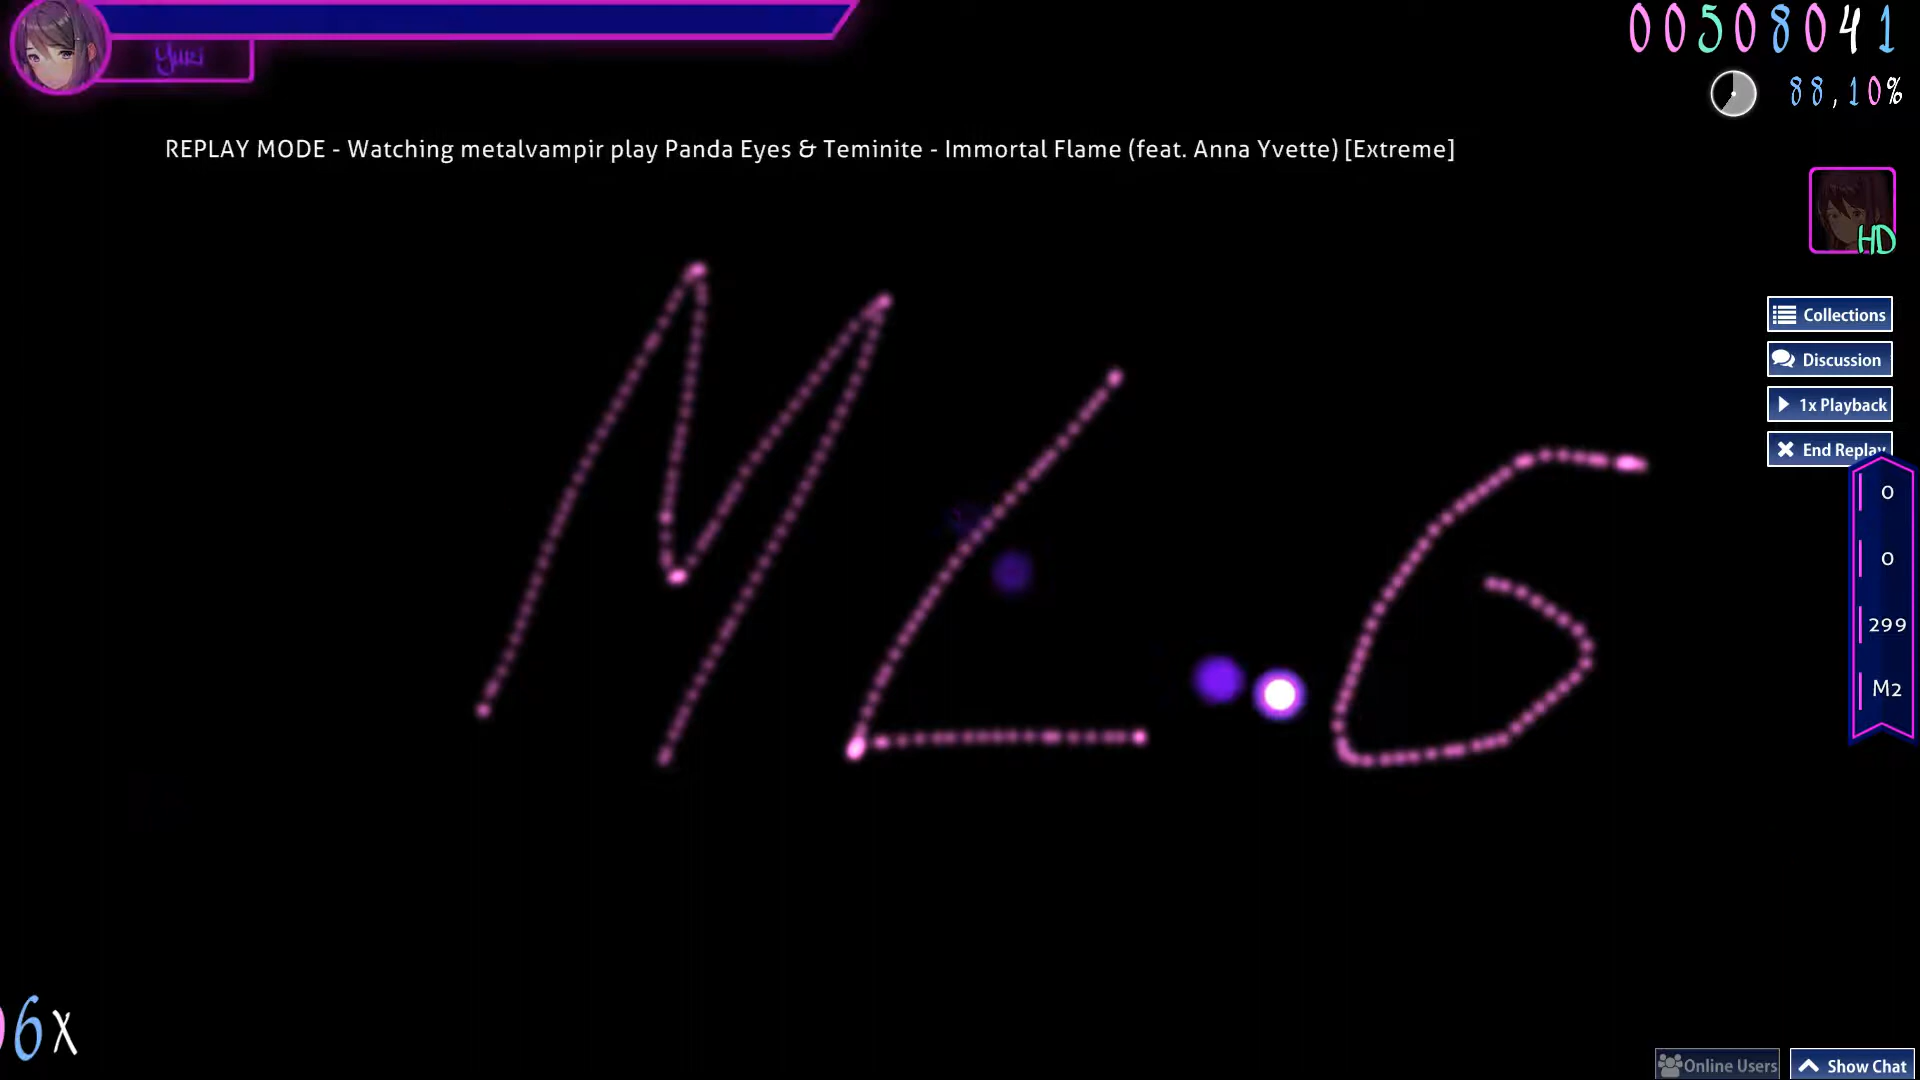 Yuri
00508041
88,10%
REPLAY MODE - Watching metalvampir play Panda Eyes & Teminite - Immortal Flame (feat. Anna Yvette) [Extreme]
HD
Collections
Discussion
1x Playback
End Replay
0
0
299
M2
MLG
6x
Online Users
Show Chat